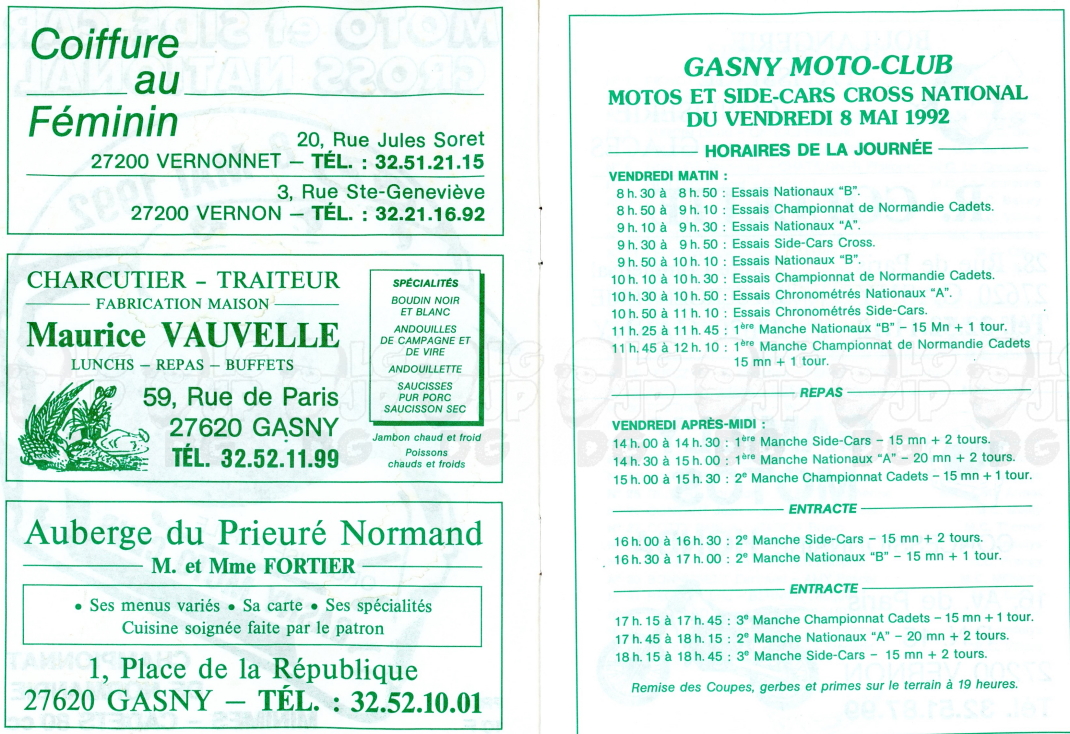 Coiffure
au
Féminin
20, Rue Jules Soret
27200 VERNONNET – TÉL. : 32.51.21.15
3, Rue Ste-Geneviève
27200 VERNON – TÉL. : 32.21.16.92
CHARCUTIER – TRAITEUR
FABRICATION MAISON
Maurice VAUVELLE
LUNCHS – REPAS – BUFFETS
59, Rue de Paris
27620 GASNY
TÉL. 32.52.11.99
SPÉCIALITÉS
BOUDIN NOIR
ET BLANC
ANDOUILLES
DE CAMPAGNE ET
DE VIRE
ANDOUILLETTE
SAUCISSES
PUR PORC
SAUCISSON SEC
Jambon chaud et froid
Poissons
chauds et froids
Auberge du Prieuré Normand
M. et Mme FORTIER
• Ses menus variés • Sa carte • Ses spécialités
Cuisine soignée faite par le patron
1, Place de la République
27620 GASNY – TÉL. : 32.52.10.01
GASNY MOTO-CLUB
MOTOS ET SIDE-CARS CROSS NATIONAL
DU VENDREDI 8 MAI 1992
HORAIRES DE LA JOURNÉE
VENDREDI MATIN :
8 h. 30 à 8 h. 50 : Essais Nationaux “B”.
8 h. 50 à 9 h. 10 : Essais Championnat de Normandie Cadets.
9 h. 10 à 9 h. 30 : Essais Nationaux “A”.
9 h. 30 à 9 h. 50 : Essais Side-Cars Cross.
9 h. 50 à 10 h. 10 : Essais Nationaux “B”.
10 h. 10 à 10 h. 30 : Essais Championnat de Normandie Cadets.
10 h. 30 à 10 h. 50 : Essais Chronométrés Nationaux “A”.
10 h. 50 à 11 h. 10 : Essais Chronométrés Side-Cars.
11 h. 25 à 11 h. 45 : 1ère Manche Nationaux “B” – 15 Mn + 1 tour.
11 h. 45 à 12 h. 10 : 1ère Manche Championnat de Normandie Cadets
15 mn + 1 tour.
REPAS
VENDREDI APRÈS-MIDI :
14 h. 00 à 14 h. 30 : 1ère Manche Side-Cars – 15 mn + 2 tours.
14 h. 30 à 15 h. 00 : 1ère Manche Nationaux “A” – 20 mn + 2 tours.
15 h. 00 à 15 h. 30 : 2e Manche Championnat Cadets – 15 mn + 1 tour.
ENTRACTE
16 h. 00 à 16 h. 30 : 2e Manche Side-Cars – 15 mn + 2 tours.
16 h. 30 à 17 h. 00 : 2e Manche Nationaux “B” – 15 mn + 1 tour.
ENTRACTE
17 h. 15 à 17 h. 45 : 3e Manche Championnat Cadets – 15 mn + 1 tour.
17 h. 45 à 18 h. 15 : 2e Manche Nationaux “A” – 20 mn + 2 tours.
18 h. 15 à 18 h. 45 : 3e Manche Side-Cars – 15 mn + 2 tours.
Remise des Coupes, gerbes et primes sur le terrain à 19 heures.